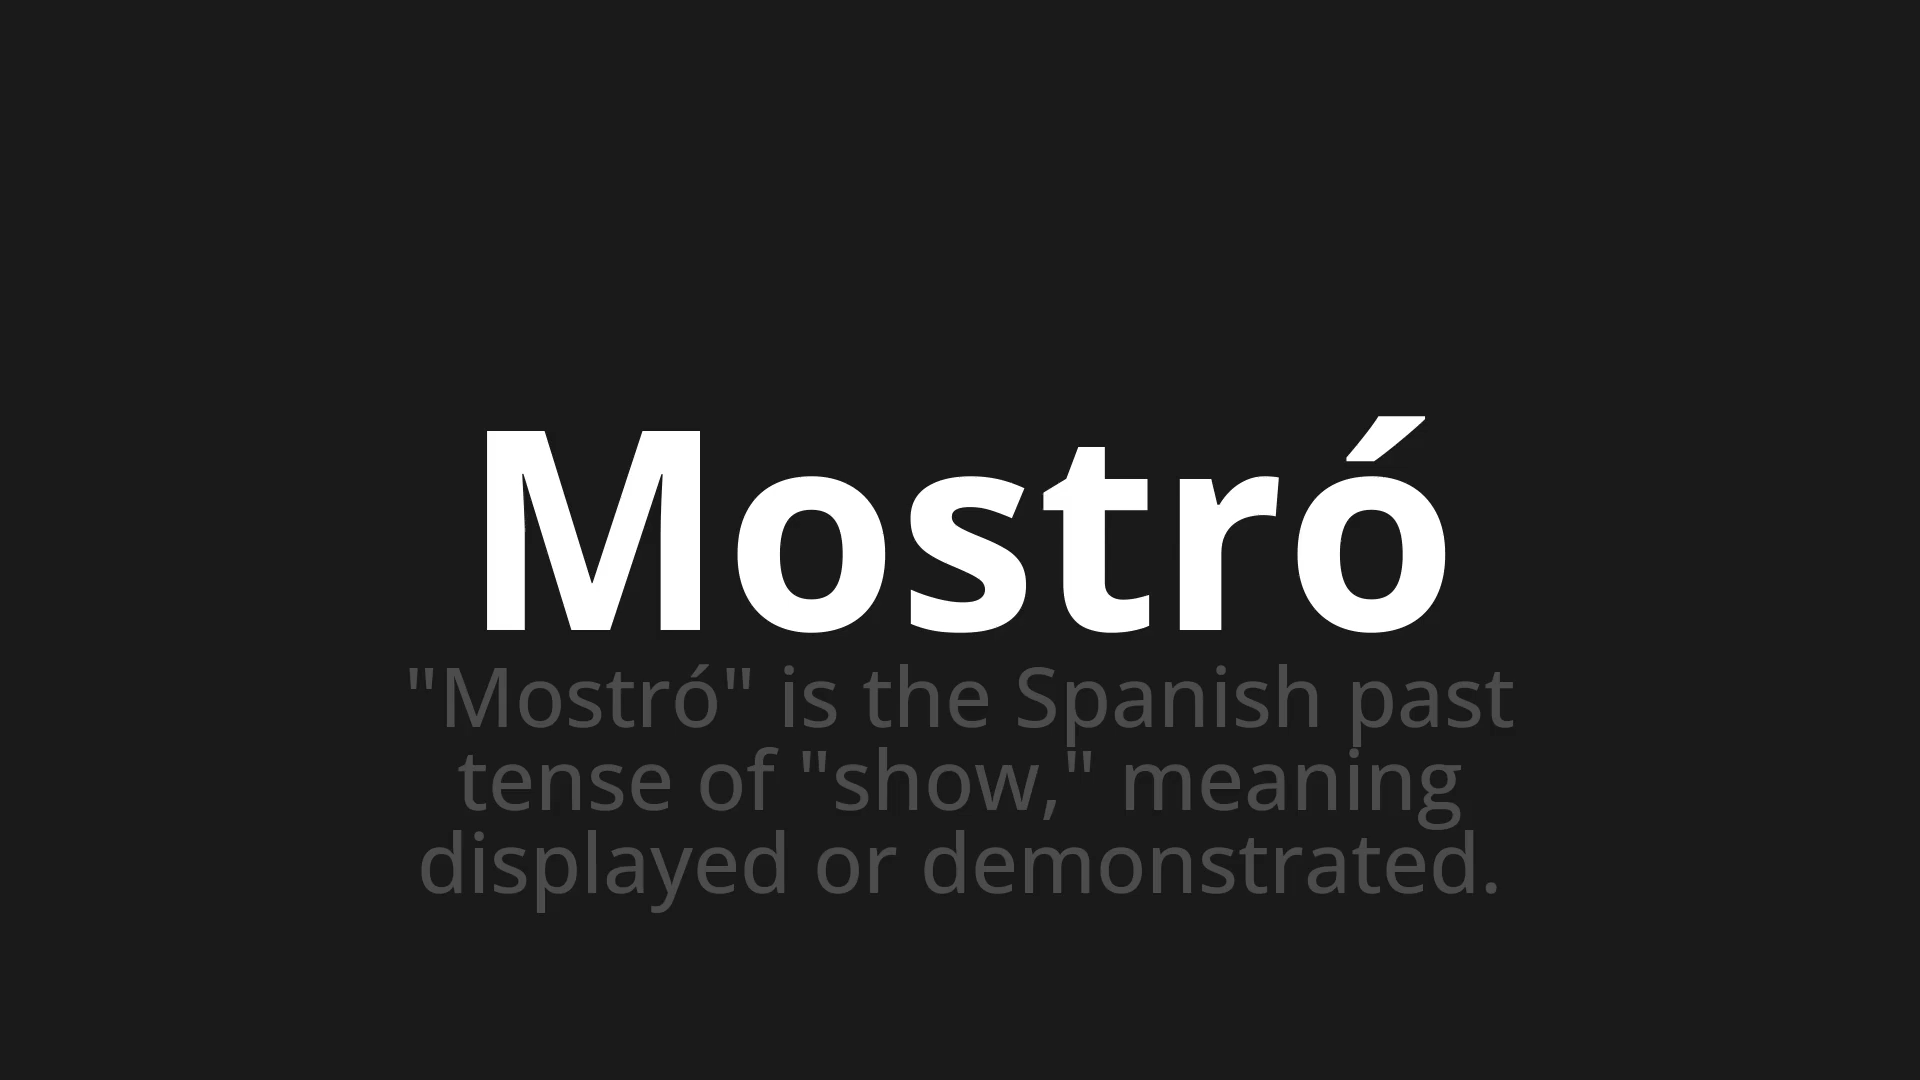 Mostró
"Mostró" is the Spanish past
tense of "show," meaning
displayed or demonstrated.